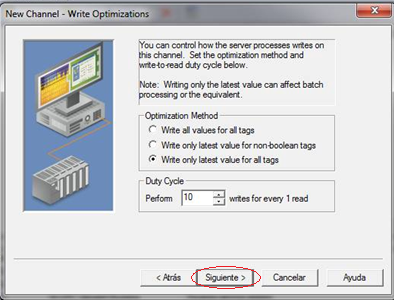 New Channel - Write Optimizations
You can control how the server processes writes on
this channel. Set the optimization method and
write-to-read duty cycle below.
Note: Writing only the latest value can affect batch
processing or the equivalent.
Optimization Method
Write all values for all tags
Write only latest value for non-boolean tags
Write only latest value for all tags
Duty Cycle
Perform 10 writes for every 1 read
< Atrás Siguiente > Cancelar Ayuda